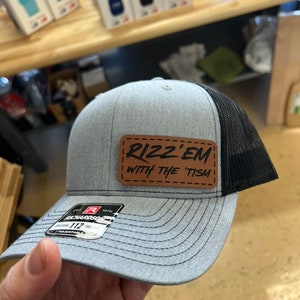 RIZZ'EM
WITH THE 'TISM
RICHARDSON
112